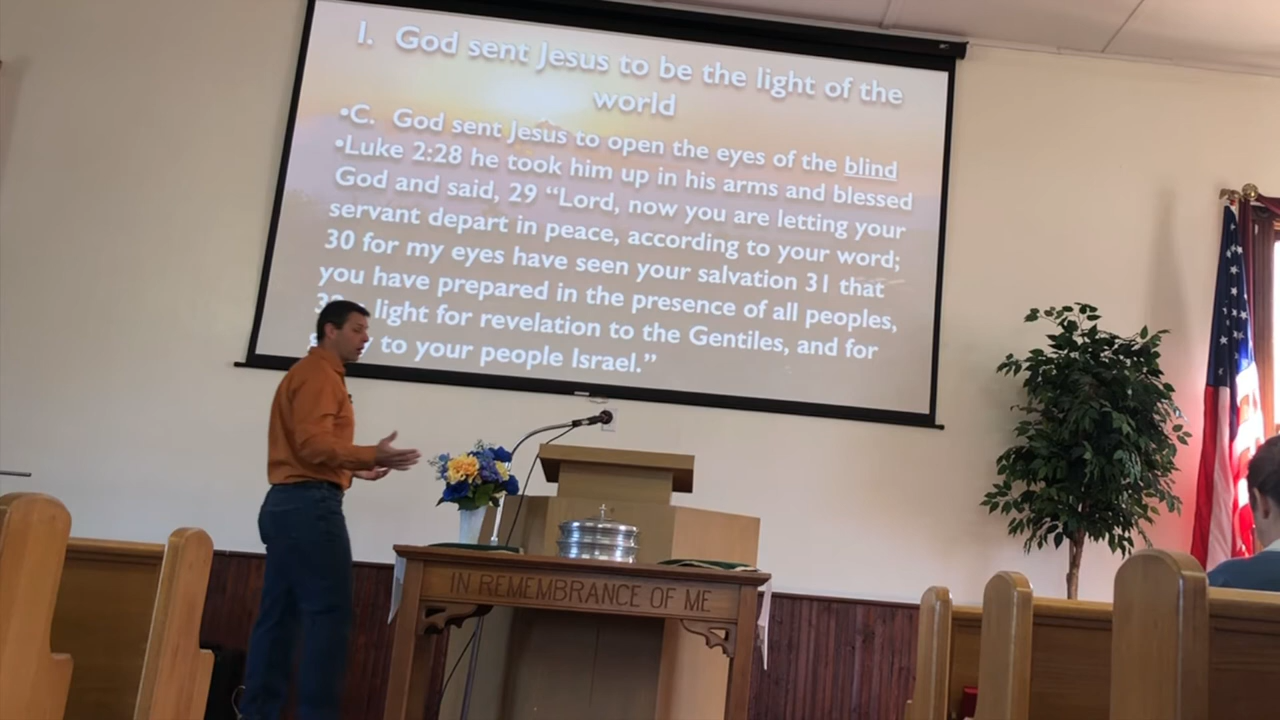 I. God sent Jesus to be the light of the
world
•C. God sent Jesus to open the eyes of the blind
•Luke 2:28 he took him up in his arms and blessed
God and said, 29 “Lord, now you are letting your
servant depart in peace, according to your word;
30 for my eyes have seen your salvation 31 that
you have prepared in the presence of all peoples,
light for revelation to the Gentiles, and for
to your people Israel.”
IN REMEMBRANCE OF ME